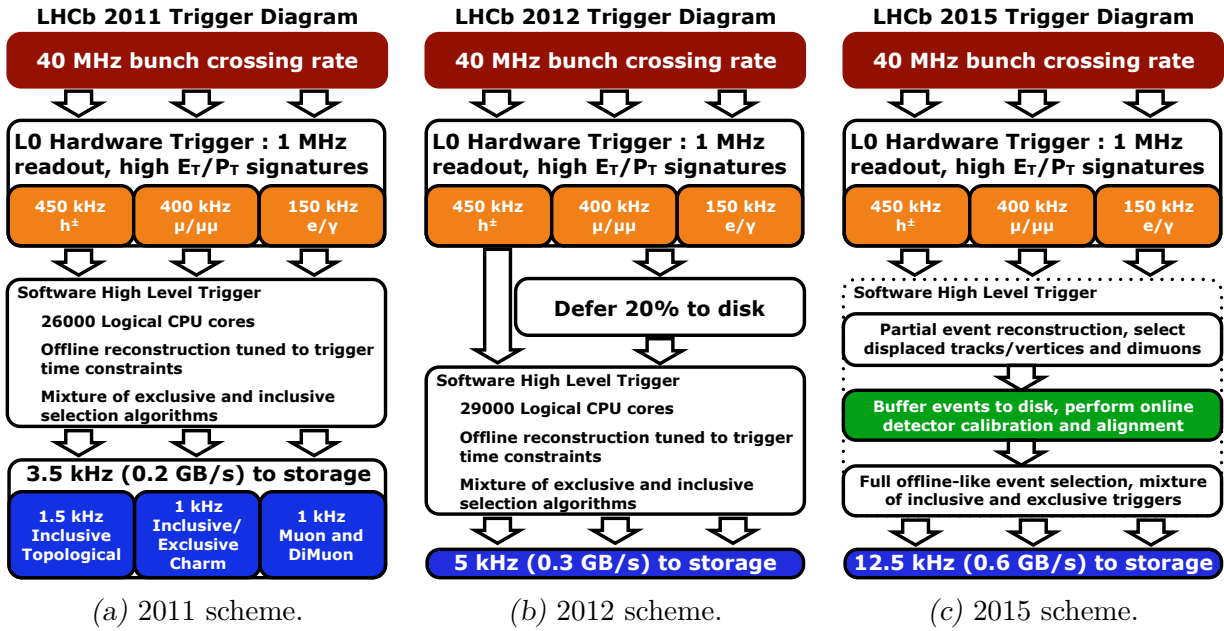 LHCb 2011 Trigger Diagram
40 MHz bunch crossing rate
L0 Hardware Trigger : 1 MHz
readout, high ET/PT signatures
450 kHz
h±
400 kHz
μ/μμ
150 kHz
e/γ
Software High Level Trigger
26000 Logical CPU cores
Offline reconstruction tuned to trigger
time constraints
Mixture of exclusive and inclusive
selection algorithms
3.5 kHz (0.2 GB/s) to storage
1.5 kHz
Inclusive
Topological
1 kHz
Inclusive/
Exclusive
Charm
1 kHz
Muon and
DiMuon
(a) 2011 scheme.
LHCb 2012 Trigger Diagram
40 MHz bunch crossing rate
L0 Hardware Trigger : 1 MHz
readout, high ET/PT signatures
450 kHz
h±
400 kHz
μ/μμ
150 kHz
e/γ
Defer 20% to disk
Software High Level Trigger
29000 Logical CPU cores
Offline reconstruction tuned to trigger
time constraints
Mixture of exclusive and inclusive
selection algorithms
5 kHz (0.3 GB/s) to storage
(b) 2012 scheme.
LHCb 2015 Trigger Diagram
40 MHz bunch crossing rate
L0 Hardware Trigger : 1 MHz
readout, high ET/PT signatures
450 kHz
h±
400 kHz
μ/μμ
150 kHz
e/γ
Software High Level Trigger
Partial event reconstruction, select
displaced tracks/vertices and dimuons
Buffer events to disk, perform online
detector calibration and alignment
Full offline-like event selection, mixture
of inclusive and exclusive triggers
12.5 kHz (0.6 GB/s) to storage
(c) 2015 scheme.